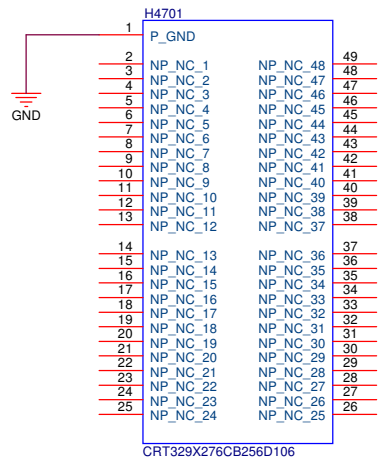 H4701
1 P_GND
GND
2 NP_NC_1 NP_NC_48 49
3 NP_NC_2 NP_NC_47 48
4 NP_NC_3 NP_NC_46 47
5 NP_NC_4 NP_NC_45 46
6 NP_NC_5 NP_NC_44 45
7 NP_NC_6 NP_NC_43 44
8 NP_NC_7 NP_NC_42 43
9 NP_NC_8 NP_NC_41 42
10 NP_NC_9 NP_NC_40 41
11 NP_NC_10 NP_NC_39 40
12 NP_NC_11 NP_NC_38 39
13 NP_NC_12 NP_NC_37 38
14 NP_NC_13 NP_NC_36 37
15 NP_NC_14 NP_NC_35 36
16 NP_NC_15 NP_NC_34 35
17 NP_NC_16 NP_NC_33 34
18 NP_NC_17 NP_NC_32 33
19 NP_NC_18 NP_NC_31 32
20 NP_NC_19 NP_NC_30 31
21 NP_NC_20 NP_NC_29 30
22 NP_NC_21 NP_NC_28 29
23 NP_NC_22 NP_NC_27 28
24 NP_NC_23 NP_NC_26 27
25 NP_NC_24 NP_NC_25 26
CRT329X276CB256D106